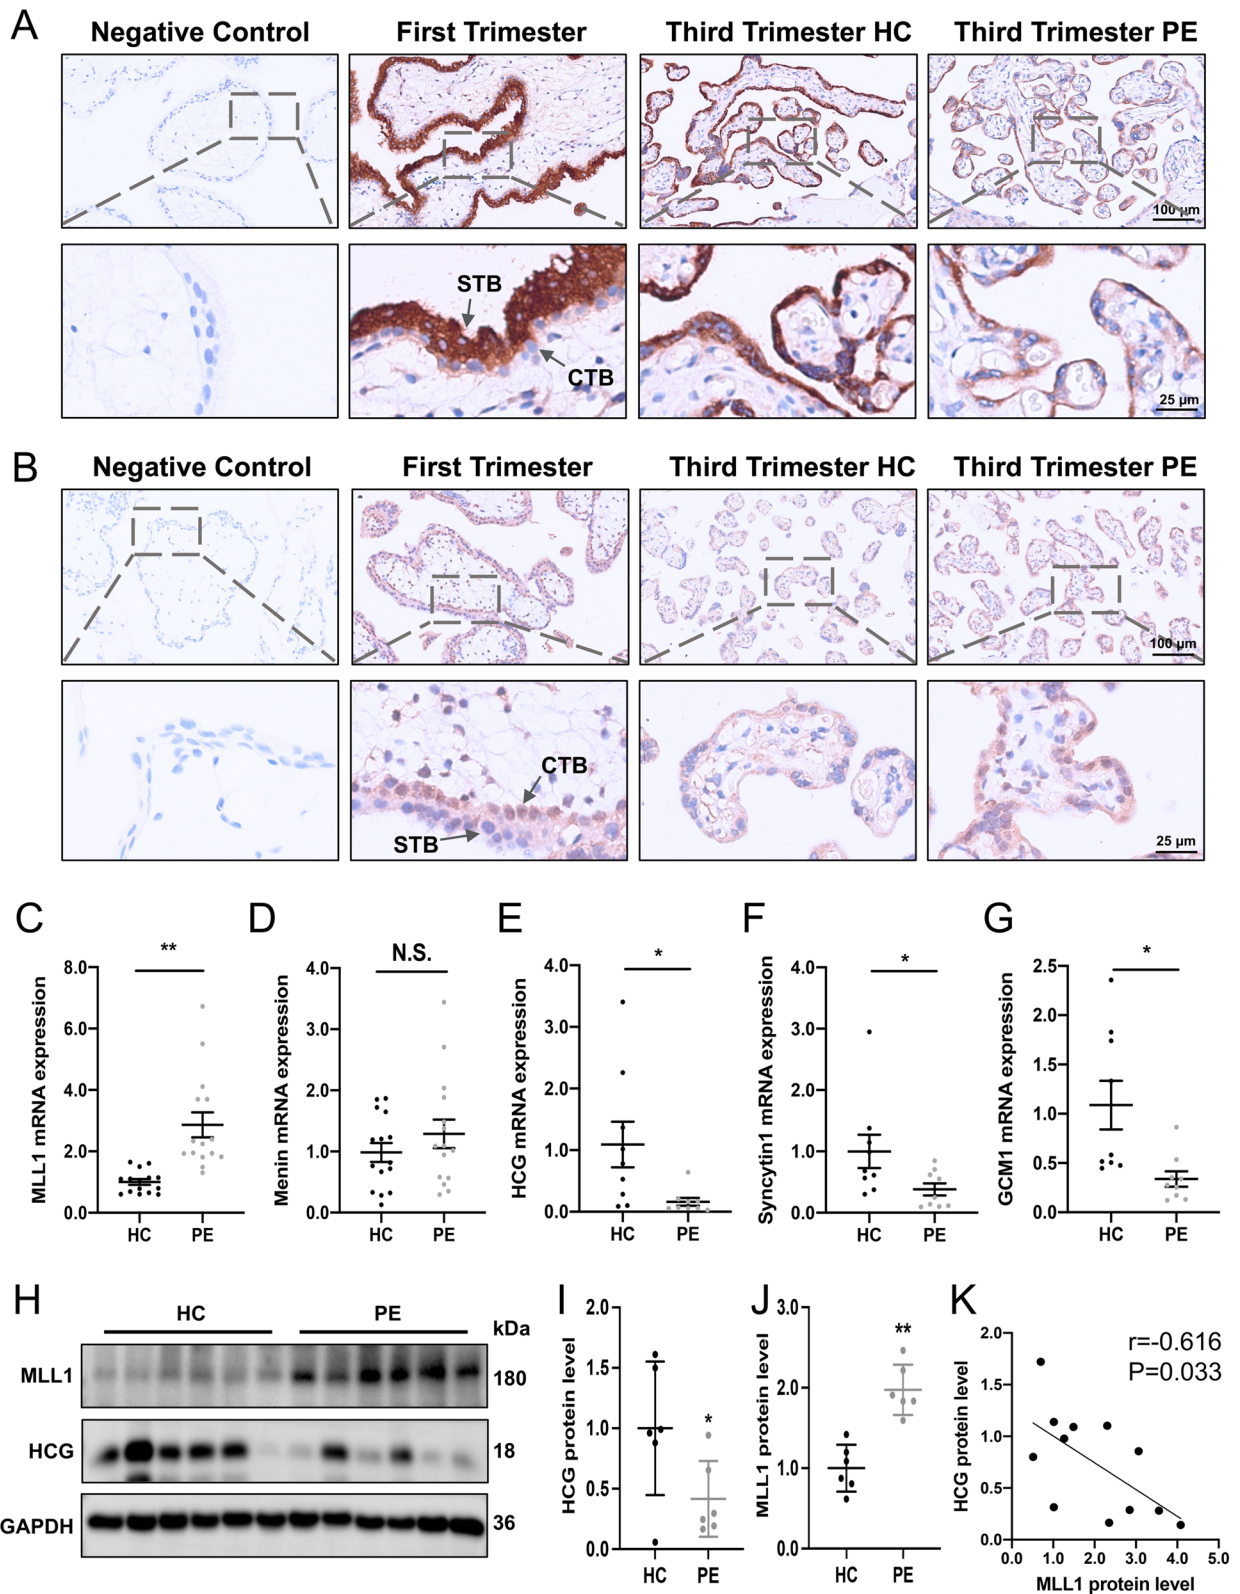 A
Negative Control First Trimester Third Trimester HC Third Trimester PE
100 µm
STB
CTB
25 µm
B
Negative Control First Trimester Third Trimester HC Third Trimester PE
100 µm
CTB
STB
25 µm
C
MLL1 mRNA expression
**
8.0
6.0
4.0
2.0
0.0
HC PE
D
Menin mRNA expression
N.S.
4.0
3.0
2.0
1.0
0.0
HC PE
E
HCG mRNA expression
*
4.0
3.0
2.0
1.0
0.0
HC PE
F
Syncytin1 mRNA expression
*
4.0
3.0
2.0
1.0
0.0
HC PE
G
GCM1 mRNA expression
*
2.5
2.0
1.5
1.0
0.5
0.0
HC PE
H
HC PE
kDa
MLL1 180
HCG 18
GAPDH 36
I
HCG protein level
2.0
1.5
1.0
0.5
0.0
*
HC PE
J
MLL1 protein level
3.0
2.0
1.0
0.0
**
HC PE
K
HCG protein level
r=-0.616
P=0.033
2.0
1.5
1.0
0.5
0.0
0.0 1.0 2.0 3.0 4.0 5.0
MLL1 protein level